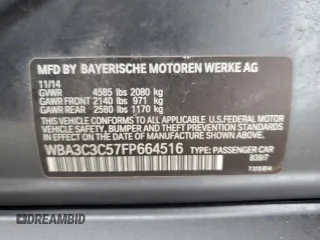 MFD BY BAYERISCHE MOTOREN WERKE AG
11/14
GVWR 4585 lbs 2080 kg
GAWR FRONT 2140 lbs 971 kg
GAWR REAR 2580 lbs 1170 kg
THIS VEHICLE CONFORMS TO ALL APPLICABLE
FEDERAL MOTOR VEHICLE SAFETY, BUMPER,
AND THEFT PREVENTION STANDARDS IN EFFECT
ON THE DATE OF MANUFACTURE SHOWN ABOVE.
WBA3C3C57FP664516 TYPE: PASSENGER CAR
DREAMBID